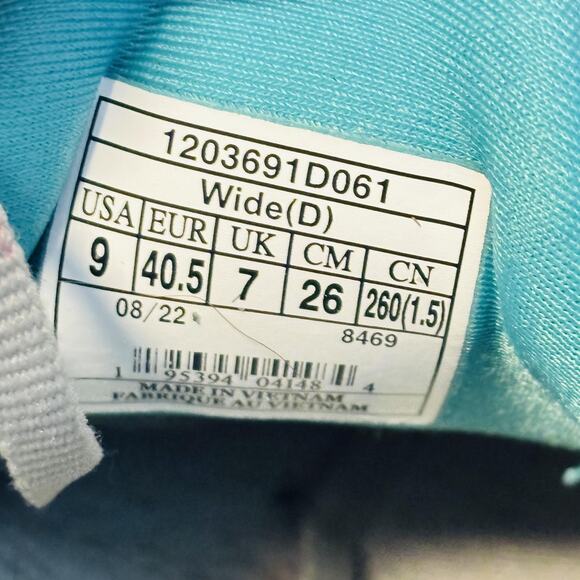 1203691D061
Wide(D)
USA EUR UK CM CN
9 40.5 7 26 260(1.5)
08/22 8469
1 95394 04148 4
MADE IN VIETNAM
FABRIQUE AU VIETNAM